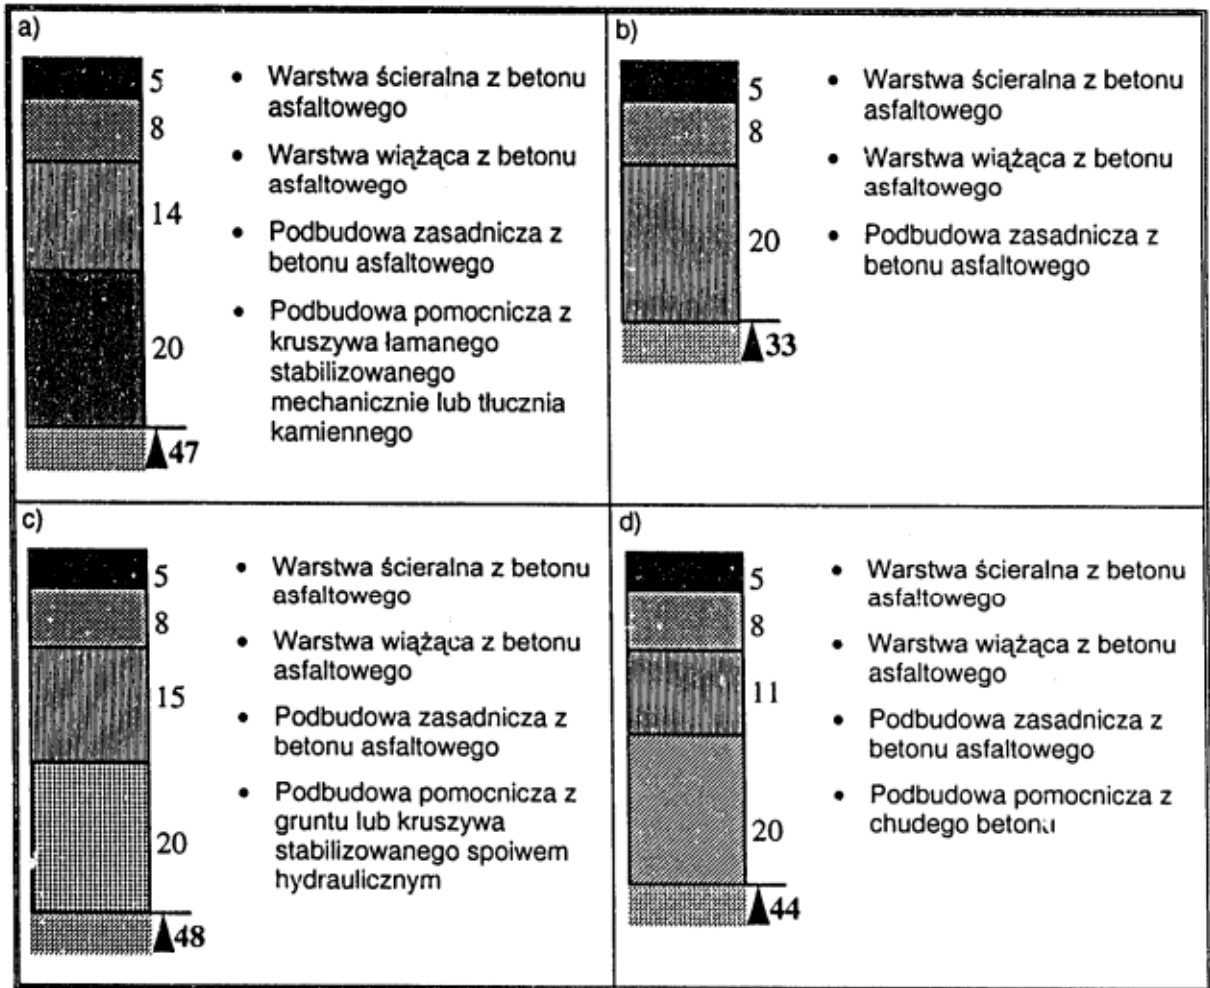 a)
5
8
14
20
47
• Warstwa ścieralna z betonu
asfaltowego
• Warstwa wiążąca z betonu
asfaltowego
• Podbudowa zasadnicza z
betonu asfaltowego
• Podbudowa pomocnicza z
kruszywa łamanego
stabilizowanego
mechanicznie lub tłucznia
kamiennego
b)
5
8
20
33
• Warstwa ścieralna z betonu
asfaltowego
• Warstwa wiążąca z betonu
asfaltowego
• Podbudowa zasadnicza z
betonu asfaltowego
c)
5
8
15
20
48
• Warstwa ścieralna z betonu
asfaltowego
• Warstwa wiążąca z betonu
asfaltowego
• Podbudowa zasadnicza z
betonu asfaltowego
• Podbudowa pomocnicza z
gruntu lub kruszywa
stabilizowanego spoiwem
hydraulicznym
d)
5
8
11
20
44
• Warstwa ścieralna z betonu
asfaltowego
• Warstwa wiążąca z betonu
asfaltowego
• Podbudowa zasadnicza z
betonu asfaltowego
• Podbudowa pomocnicza z
chudego betonu